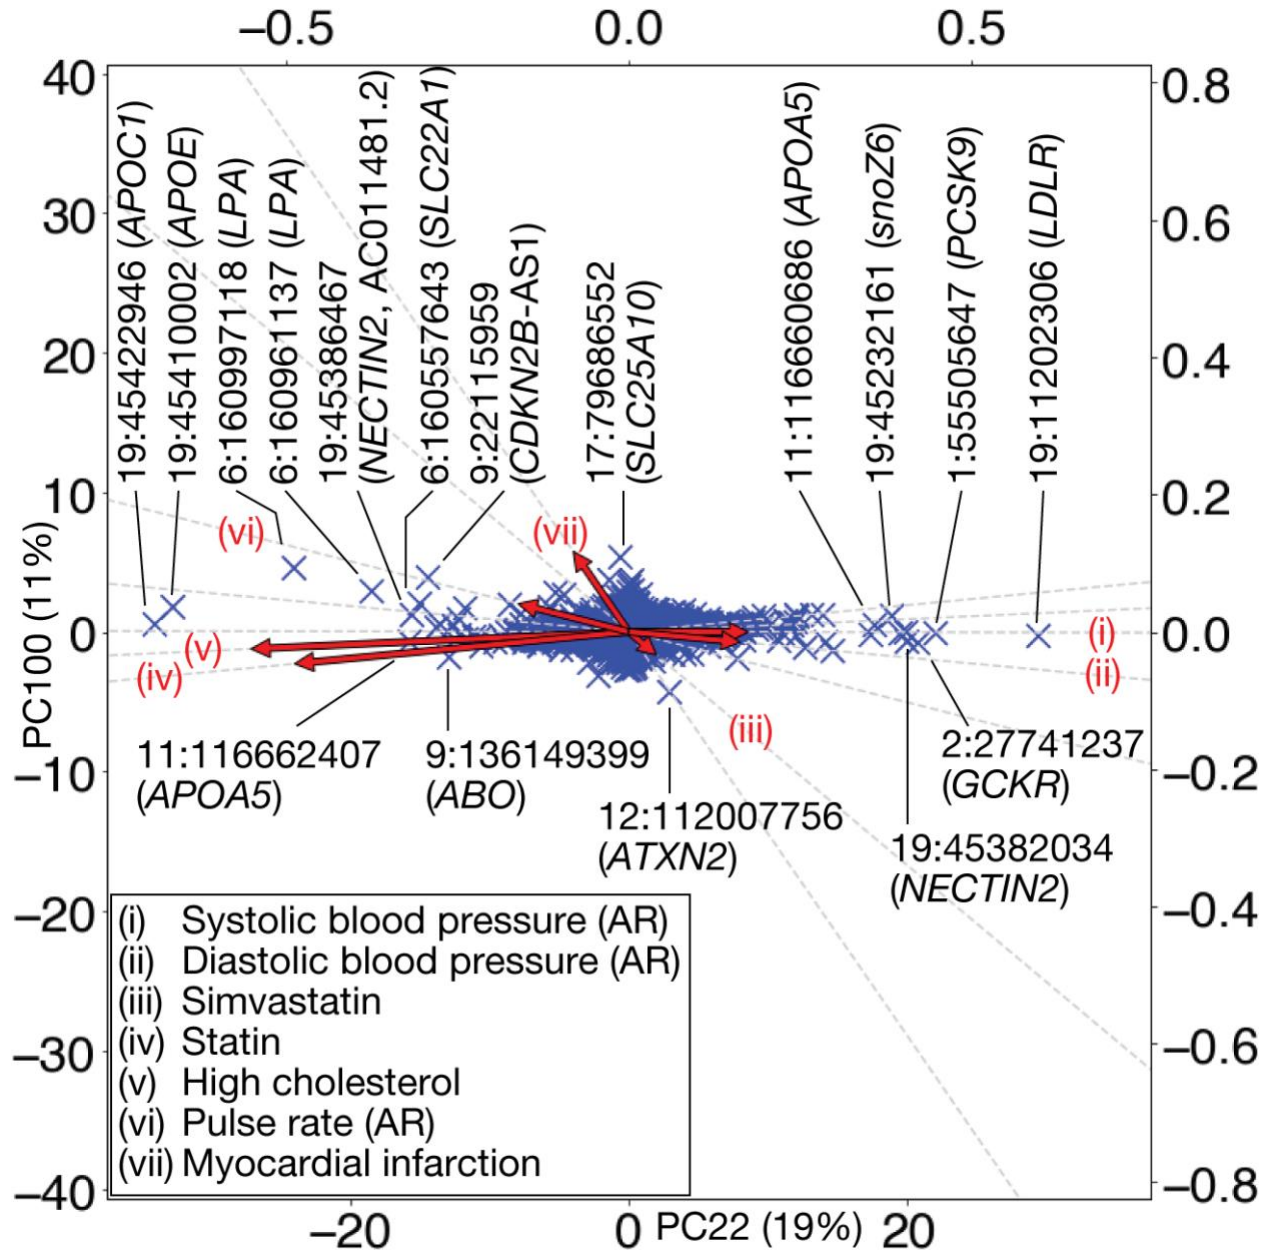 −0.5 0.0 0.5
40
30
20
10
0
−10
−20
−30
−40
PC100 (11%)
0.8
0.6
0.4
0.2
0.0
−0.2
−0.4
−0.6
−0.8
19:45422946 (APOC1)
19:45410002 (APOE)
6:160997118 (LPA)
6:160961137 (LPA)
19:45386467
(NECTIN2, AC011481.2)
6:160557643 (SLC22A1)
9:22115959
(CDKN2B-AS1)
17:79686552
(SLC25A10)
11:116660686 (APOA5)
19:45232161 (snoZ6)
1:55505647 (PCSK9)
19:11202306 (LDLR)
(vi)
(vii)
(v)
(iv)
(i)
(ii)
(iii)
11:116662407
(APOA5)
9:136149399
(ABO)
12:112007756
(ATXN2)
2:27741237
(GCKR)
19:45382034
(NECTIN2)
(i) Systolic blood pressure (AR)
(ii) Diastolic blood pressure (AR)
(iii) Simvastatin
(iv) Statin
(v) High cholesterol
(vi) Pulse rate (AR)
(vii) Myocardial infarction
−20 0 20
PC22 (19%)